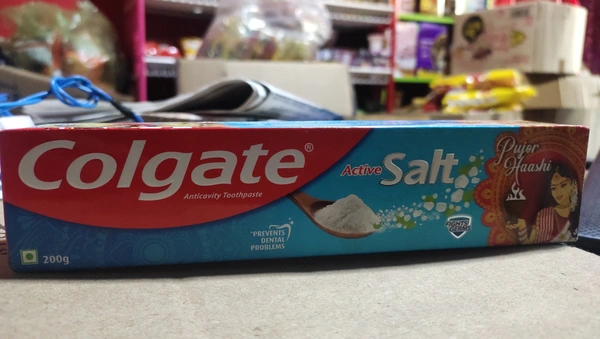 Colgate®
Anticavity Toothpaste
Active Salt
Pujor
Haashi
"PREVENTS
DENTAL
PROBLEMS
200g